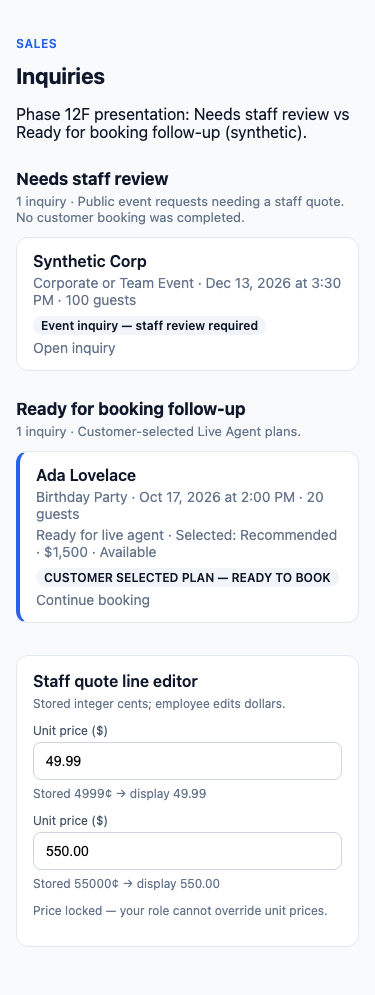 SALES
Inquiries
Phase 12F presentation: Needs staff review vs
Ready for booking follow-up (synthetic).
Needs staff review
1 inquiry · Public event requests needing a staff quote.
No customer booking was completed.
Synthetic Corp
Corporate or Team Event · Dec 13, 2026 at 3:30
PM · 100 guests
Event inquiry — staff review required
Open inquiry
Ready for booking follow-up
1 inquiry · Customer-selected Live Agent plans.
Ada Lovelace
Birthday Party · Oct 17, 2026 at 2:00 PM · 20
guests
Ready for live agent · Selected: Recommended
· $1,500 · Available
CUSTOMER SELECTED PLAN — READY TO BOOK
Continue booking
Staff quote line editor
Stored integer cents; employee edits dollars.
Unit price ($)
49.99
Stored 4999¢ → display 49.99
Unit price ($)
550.00
Stored 55000¢ → display 550.00
Price locked — your role cannot override unit prices.